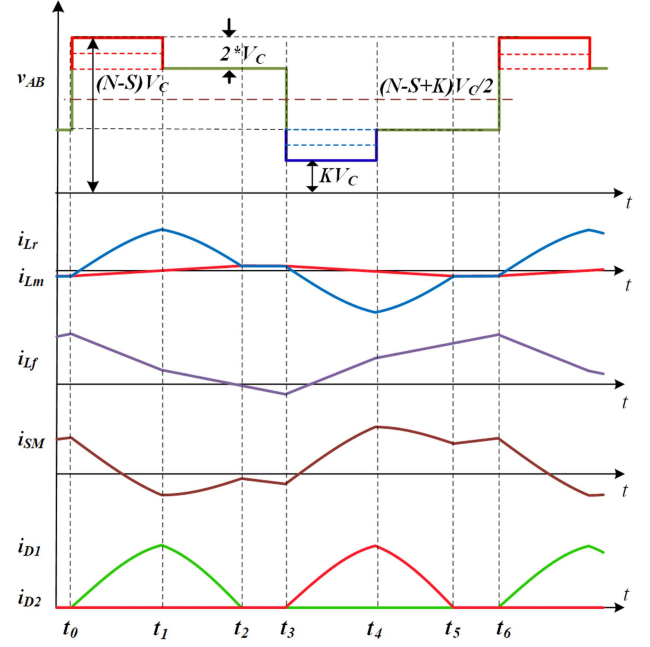 v_AB
(N-S)V_C
2*V_C
(N-S+K)V_C/2
KV_C
t
i_Lr
i_Lm
t
i_Lf
t
i_SM
t
i_D1
i_D2
t
t_0 t_1 t_2 t_3 t_4 t_5 t_6